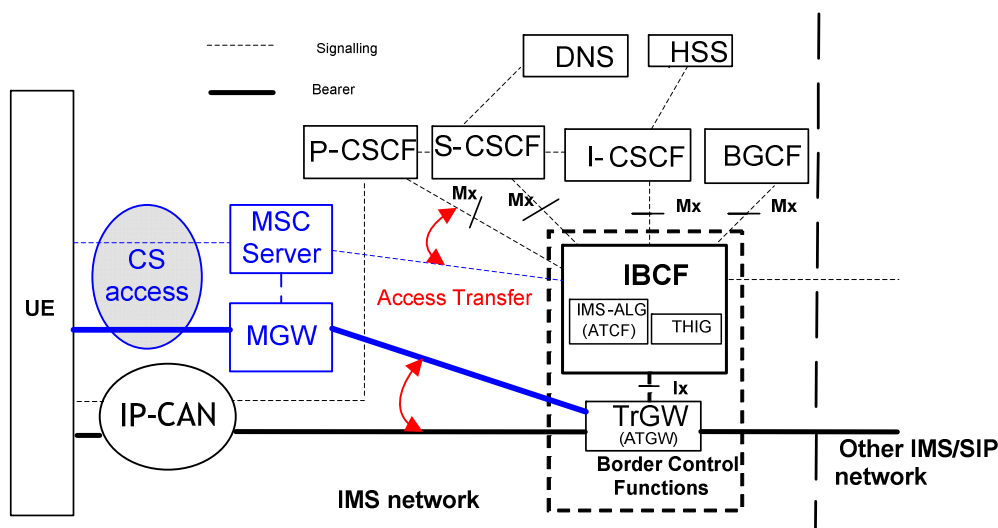 Signalling
Bearer
DNS
HSS
P-CSCF
S-CSCF
I-CSCF
BGCF
Mx
Mx
Mx
Mx
UE
CS
access
MSC
Server
MGW
IP-CAN
Access Transfer
IBCF
IMS-ALG
(ATCF)
THIG
Ix
TrGW
(ATGW)
Border Control
Functions
IMS network
Other IMS/SIP
network